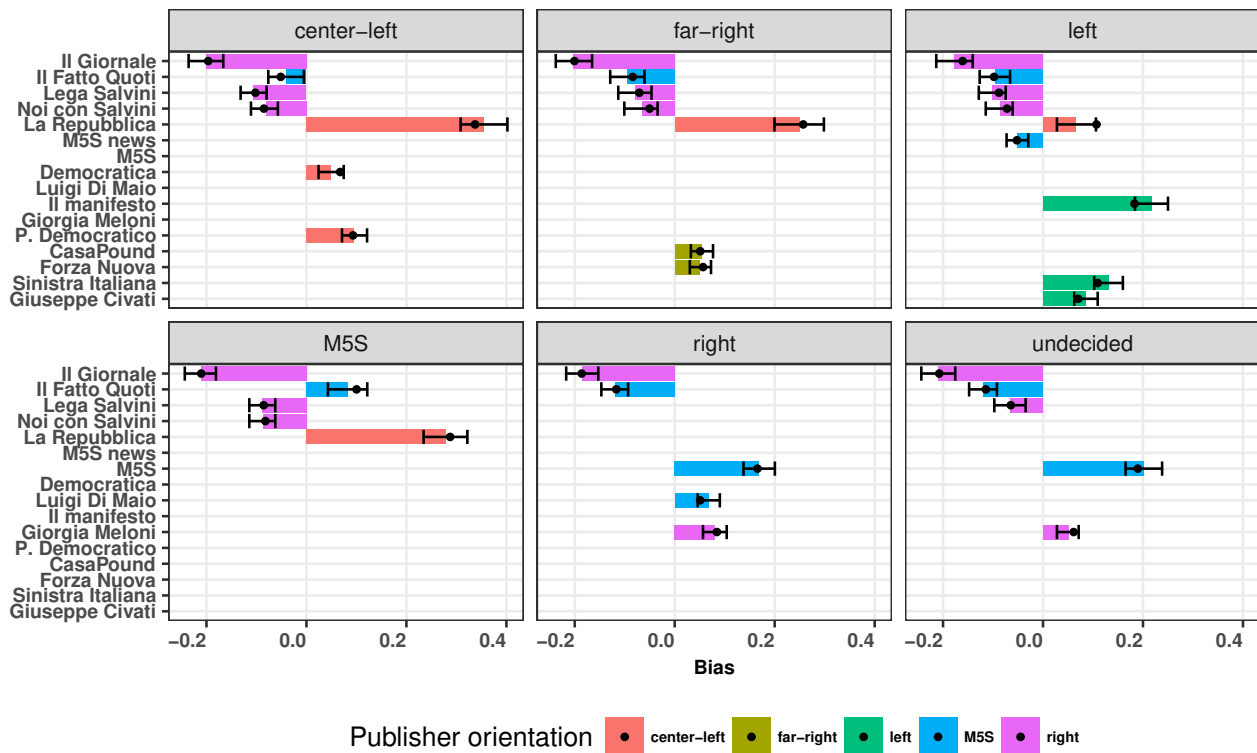 center−left far−right left
Il Giornale
Il Fatto Quoti
Lega Salvini
Noi con Salvini
La Repubblica
M5S news
M5S
Democratica
Luigi Di Maio
Il manifesto
Giorgia Meloni
P. Democratico
CasaPound
Forza Nuova
Sinistra Italiana
Giuseppe Civati
M5S right undecided
Il Giornale
Il Fatto Quoti
Lega Salvini
Noi con Salvini
La Repubblica
M5S news
M5S
Democratica
Luigi Di Maio
Il manifesto
Giorgia Meloni
P. Democratico
CasaPound
Forza Nuova
Sinistra Italiana
Giuseppe Civati
−0.2 0.0 0.2 0.4 −0.2 0.0 0.2 0.4 −0.2 0.0 0.2 0.4
Bias
Publisher orientation center−left far−right left M5S right